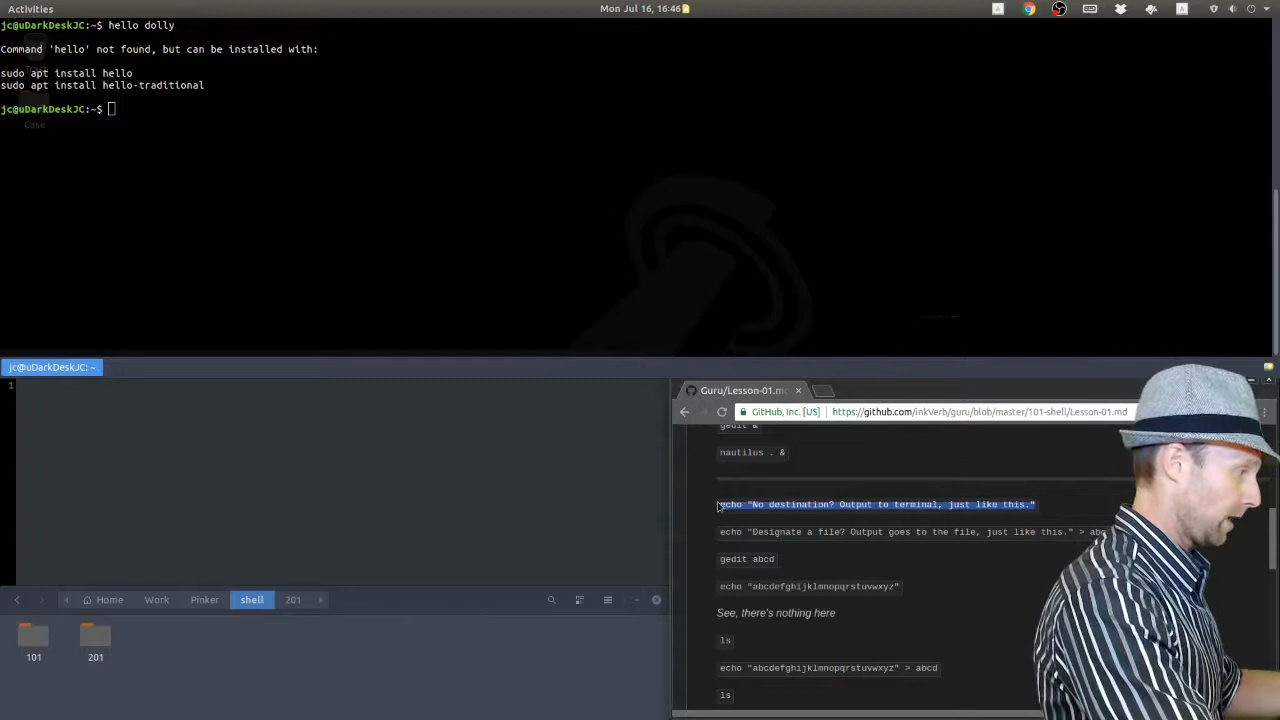 Activities
Mon Jul 16, 16:46
jc@uDarkDeskJC:~$ hello dolly
Command 'hello' not found, but can be installed with:
sudo apt install hello
sudo apt install hello-traditional
jc@uDarkDeskJC:~$
Trash
Case
jc@uDarkDeskJC: ~
1
Home
Work
Pinker
shell
201
101
201
Guru/Lesson-01.m
GitHub, Inc. [US]
https://github.com/inkVerb/guru/blob/master/101-shell/Lesson-01.md
gedit &
nautilus . &
echo "No destination? Output to terminal, just like this."
echo "Designate a file? Output goes to the file, just like this." > abc
gedit abcd
echo "abcdefghijklmnopqrstuvwxyz"
See, there's nothing here
ls
echo "abcdefghijklmnopqrstuvwxyz" > abcd
ls